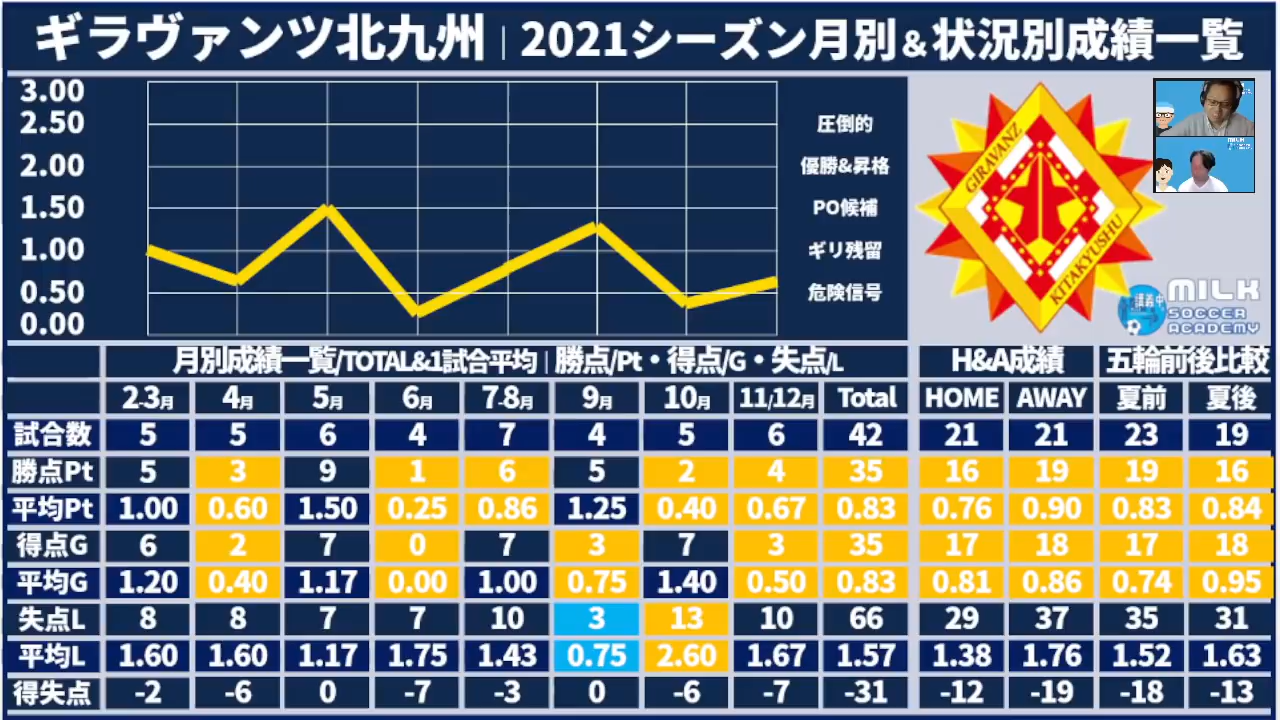 ギラヴァンツ北九州 | 2021シーズン月別&状況別成績一覧
3.00
2.50
2.00
1.50
1.00
0.50
0.00
圧倒的
優勝&昇格
PO候補
ギリ残留
危険信号
GIRAVANZ
KITAKYUSHU
講義中
MILK
SOCCER
ACADEMY
月別成績一覧/TOTAL&1試合平均 | 勝点/Pt・得点/G・失点/L H&A成績 五輪前後比較
2-3月 4月 5月 6月 7-8月 9月 10月 11/12月 Total HOME AWAY 夏前 夏後
試合数 5 5 6 4 7 4 5 6 42 21 21 23 19
勝点Pt 5 3 9 1 6 5 2 4 35 16 19 19 16
平均Pt 1.00 0.60 1.50 0.25 0.86 1.25 0.40 0.67 0.83 0.76 0.90 0.83 0.84
得点G 6 2 7 0 7 3 7 3 35 17 18 17 18
平均G 1.20 0.40 1.17 0.00 1.00 0.75 1.40 0.50 0.83 0.81 0.86 0.74 0.95
失点L 8 8 7 7 10 3 13 10 66 29 37 35 31
平均L 1.60 1.60 1.17 1.75 1.43 0.75 2.60 1.67 1.57 1.38 1.76 1.52 1.63
得失点 -2 -6 0 -7 -3 0 -6 -7 -31 -12 -19 -18 -13